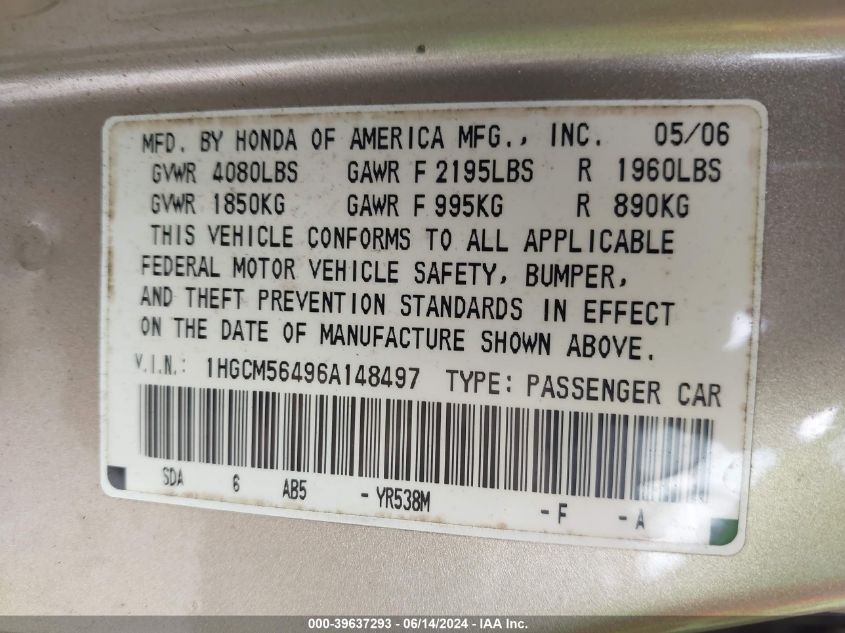 MFD. BY HONDA OF AMERICA MFG., INC. 05/06
GVWR 4080LBS GAWR F 2195LBS R 1960LBS
GVWR 1850KG GAWR F 995KG R 890KG
THIS VEHICLE CONFORMS TO ALL APPLICABLE
FEDERAL MOTOR VEHICLE SAFETY, BUMPER,
AND THEFT PREVENTION STANDARDS IN EFFECT
ON THE DATE OF MANUFACTURE SHOWN ABOVE.
V.I.N.: 1HGCM56496A148497 TYPE: PASSENGER CAR
SDA 6 AB5 - YR538M - F - A
000-39637293 - 06/14/2024 - IAAI.COM